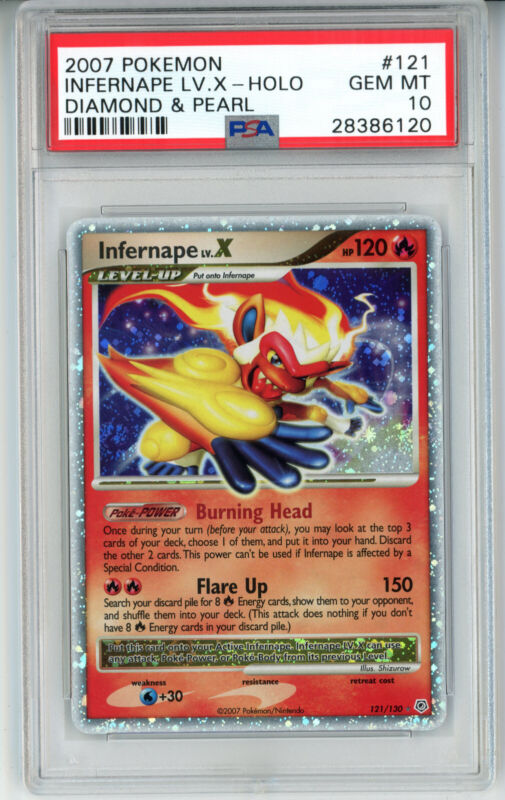 2007 POKEMON #121
INFERNAPE LV.X - HOLO GEM MT
DIAMOND & PEARL 10
PSA 28386120
Infernape LV.X HP 120
LEVEL-UP Put onto Infernape
Poké-POWER Burning Head
Once during your turn (before your attack), you may look at the top 3
cards of your deck, choose 1 of them, and put it into your hand. Discard
the other 2 cards. This power can't be used if Infernape is affected by a
Special Condition.
Flare Up 150
Search your discard pile for 8 Energy cards, show them to your opponent,
and shuffle them into your deck. (This attack does nothing if you don't
have 8 Energy cards in your discard pile.)
Put this card onto your Active Infernape. Infernape LV.X can use
any attack, Poké-Power, or Poké-Body from its previous Level.
Illus. Shizurow
weakness resistance retreat cost
+30
©2007 Pokémon/Nintendo 121/130